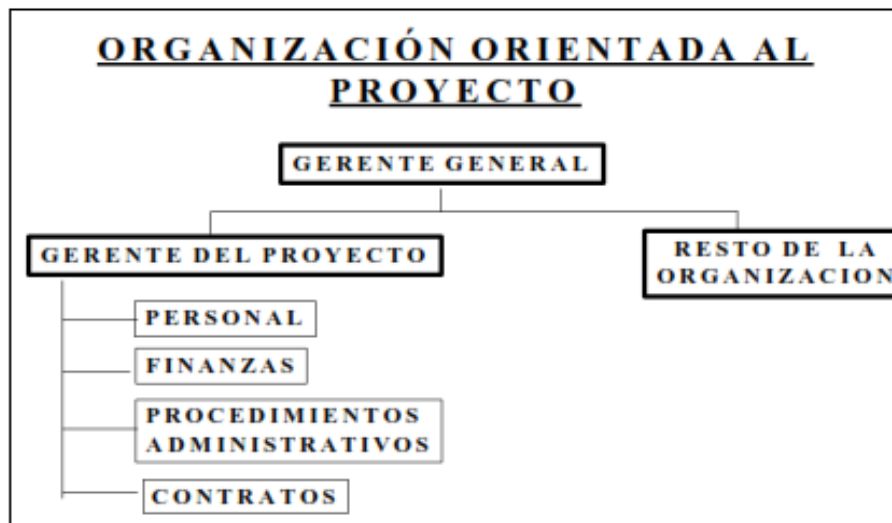 ORGANIZACIÓN ORIENTADA AL
PROYECTO
GERENTE GENERAL
GERENTE DEL PROYECTO
RESTO DE LA
ORGANIZACION
PERSONAL
FINANZAS
PROCEDIMIENTOS
ADMINISTRATIVOS
CONTRATOS